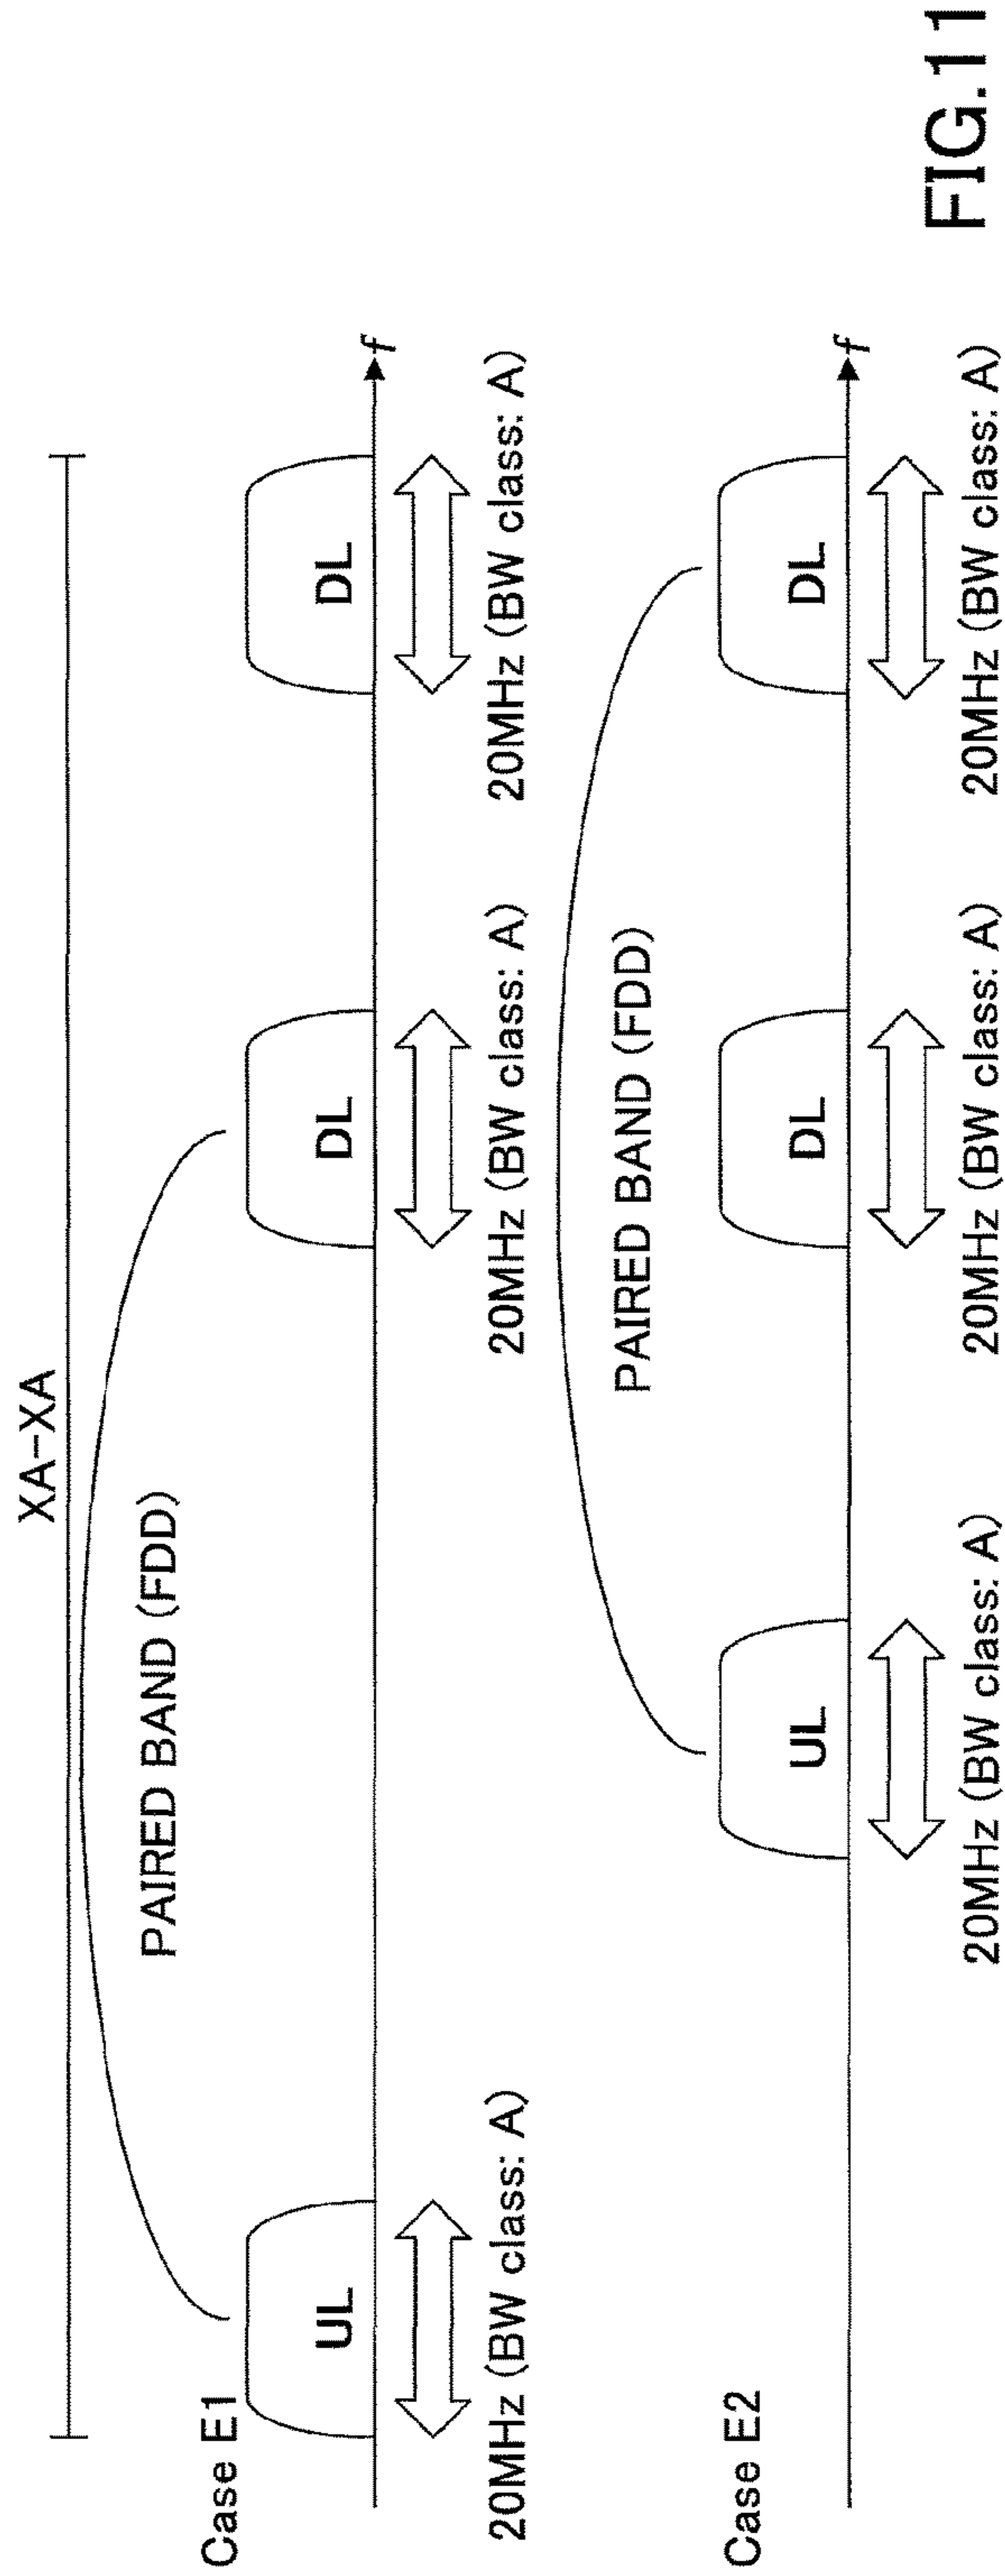 XA-XA
Case E1
PAIRED BAND (FDD)
UL
DL
DL
f
20MHz (BW class: A)
20MHz (BW class: A)
20MHz (BW class: A)
Case E2
PAIRED BAND (FDD)
UL
DL
DL
f
20MHz (BW class: A)
20MHz (BW class: A)
20MHz (BW class: A)
FIG.11